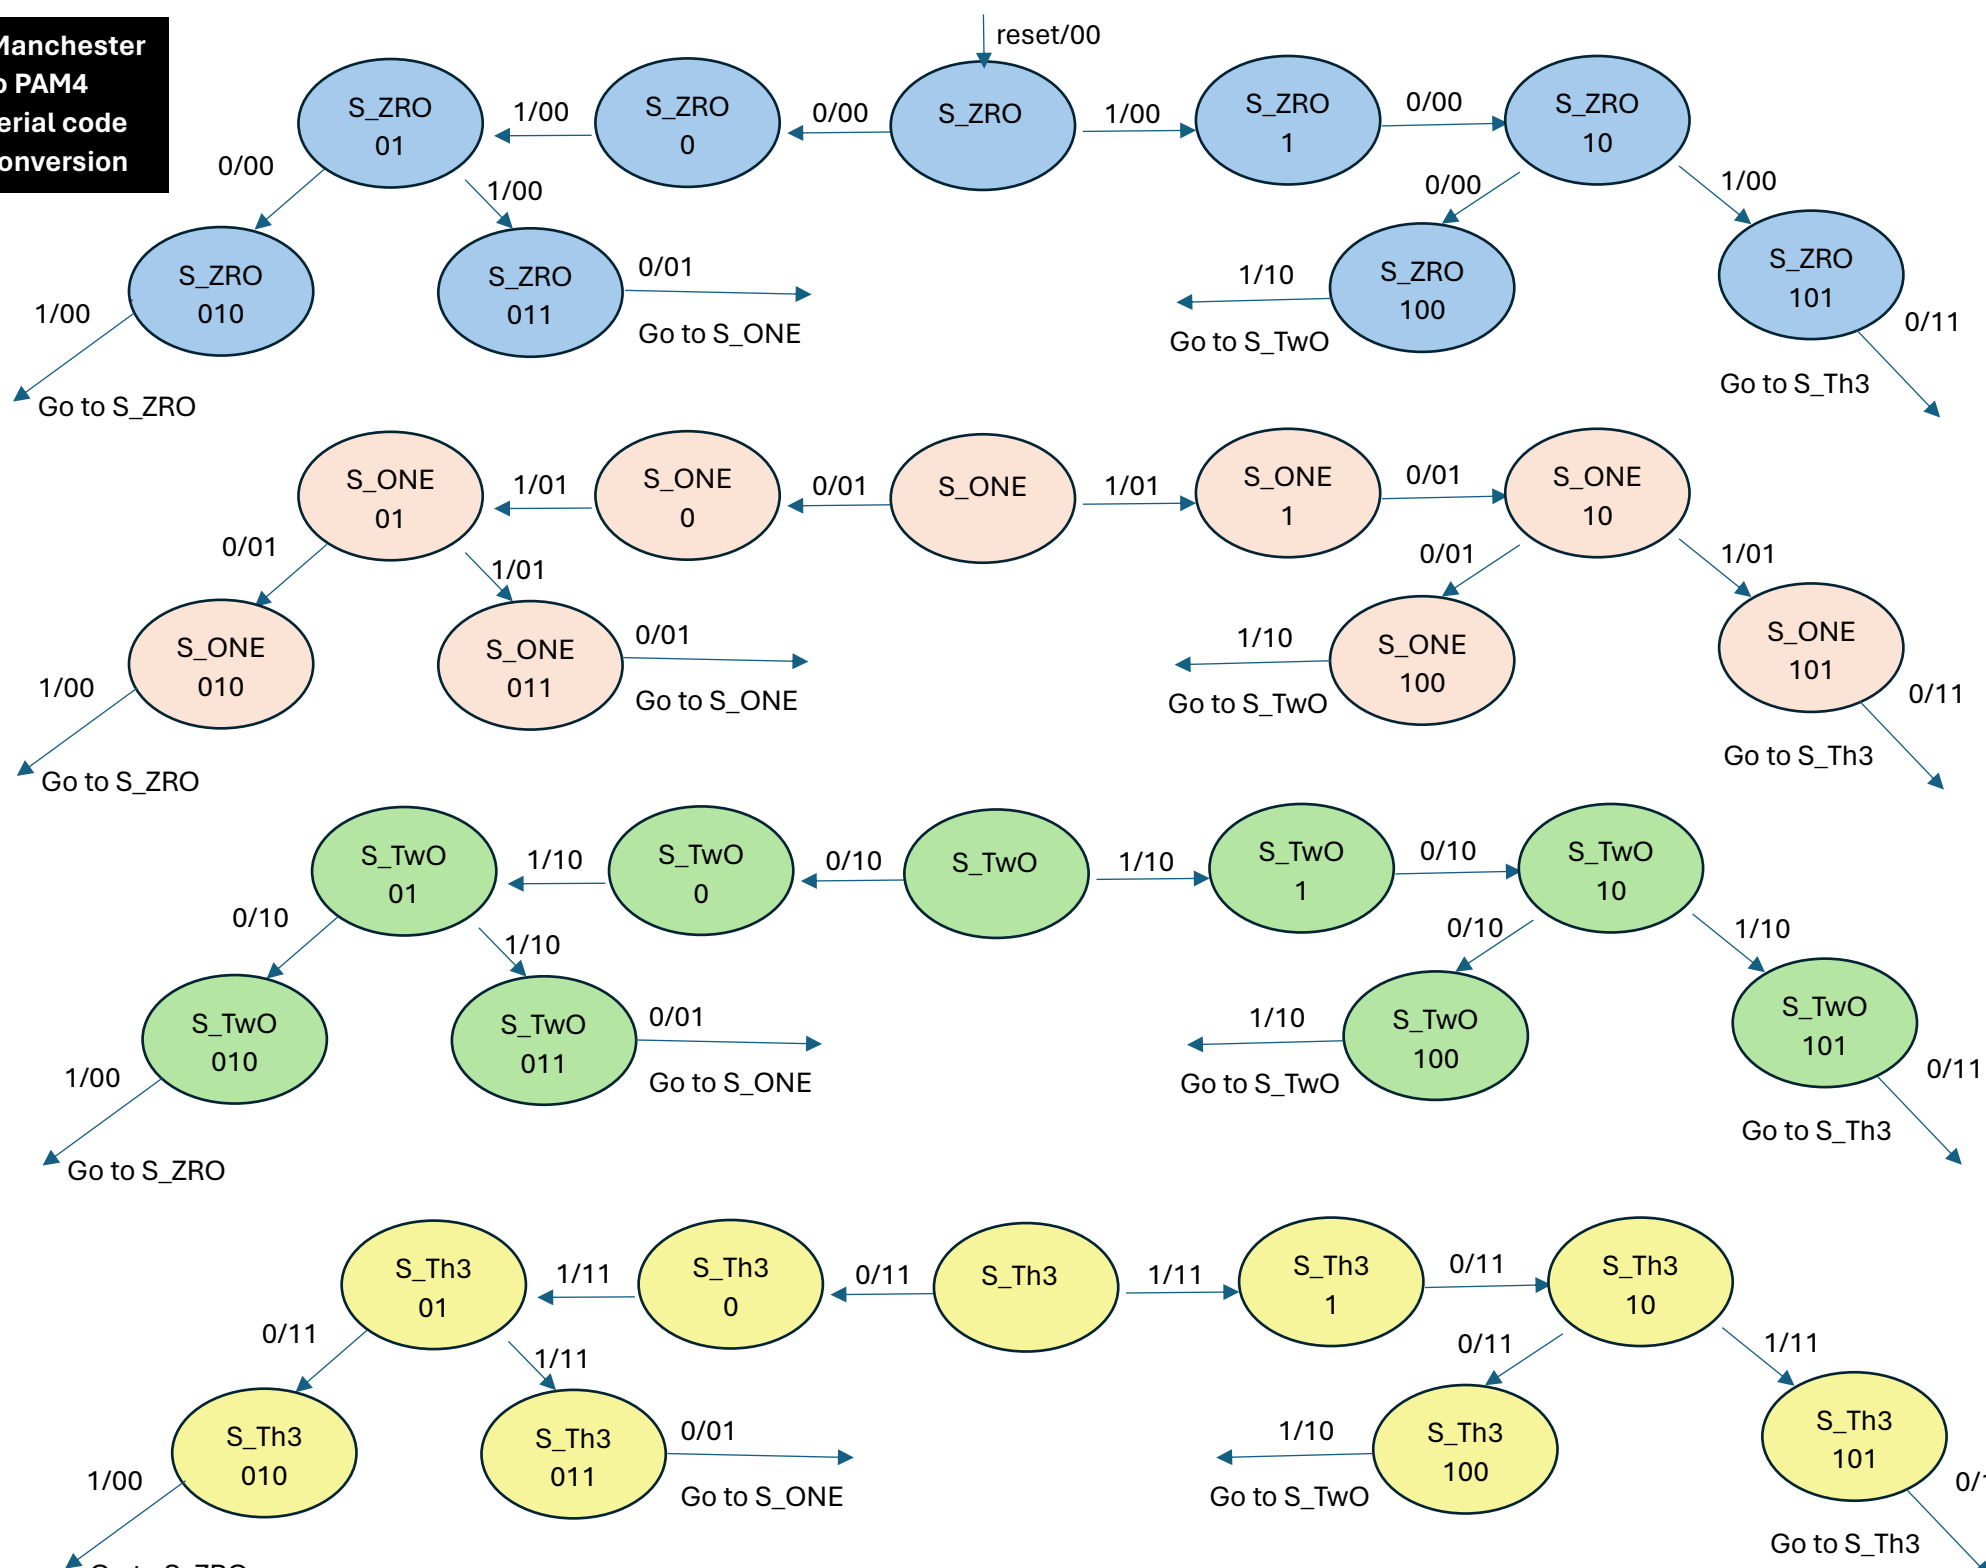 Manchester
PAM4
code
reset/00
S_ZRO
01
1/00
S_ZRO
0
0/00
S_ZRO
1/00
S_ZRO
1
0/00
S_ZRO
10
0/00
1/00
0/00
1/00
S_ZRO
010
S_ZRO
011
0/01
Go to S_ONE
1/10
Go to S_TwO
S_ZRO
100
S_ZRO
101
0/11
Go to S_Th3
1/00
Go to S_ZRO
S_ONE
01
1/01
S_ONE
0
0/01
S_ONE
1/01
S_ONE
1
0/01
S_ONE
10
0/01
1/01
0/01
1/01
S_ONE
010
S_ONE
011
0/01
Go to S_ONE
1/10
Go to S_TwO
S_ONE
100
S_ONE
101
0/11
Go to S_Th3
1/00
Go to S_ZRO
S_TwO
01
1/10
S_TwO
0
0/10
S_TwO
1/10
S_TwO
1
0/10
S_TwO
10
0/10
1/10
0/10
1/10
S_TwO
010
S_TwO
011
0/01
Go to S_ONE
1/10
Go to S_TwO
S_TwO
100
S_TwO
101
0/11
Go to S_Th3
1/00
Go to S_ZRO
S_Th3
01
1/11
S_Th3
0
0/11
S_Th3
1/11
S_Th3
1
0/11
S_Th3
10
0/11
1/11
0/11
1/11
S_Th3
010
S_Th3
011
0/01
Go to S_ONE
1/10
Go to S_TwO
S_Th3
100
S_Th3
101
Go to S_Th3
1/00